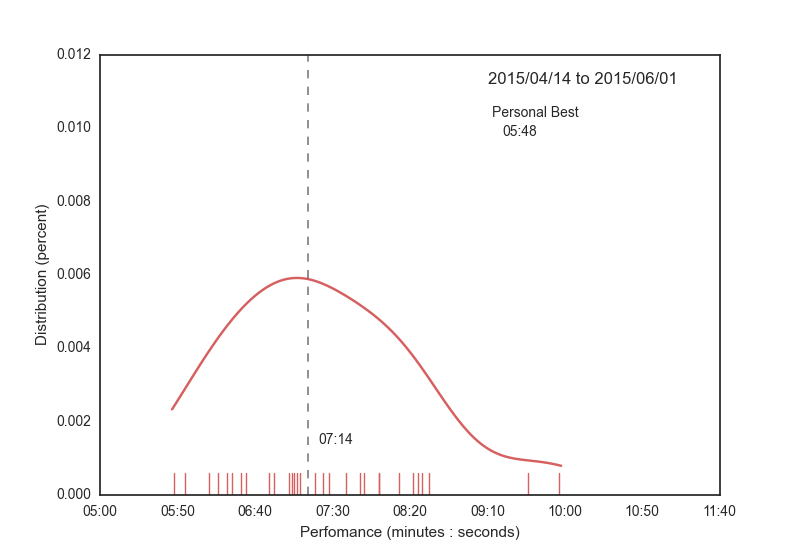 0.012
2015/04/14 to 2015/06/01
Personal Best
05:48
0.010
0.008
0.006
0.004
0.002
0.000
Distribution (percent)
07:14
05:00 05:50 06:40 07:30 08:20 09:10 10:00 10:50 11:40
Perfomance (minutes : seconds)